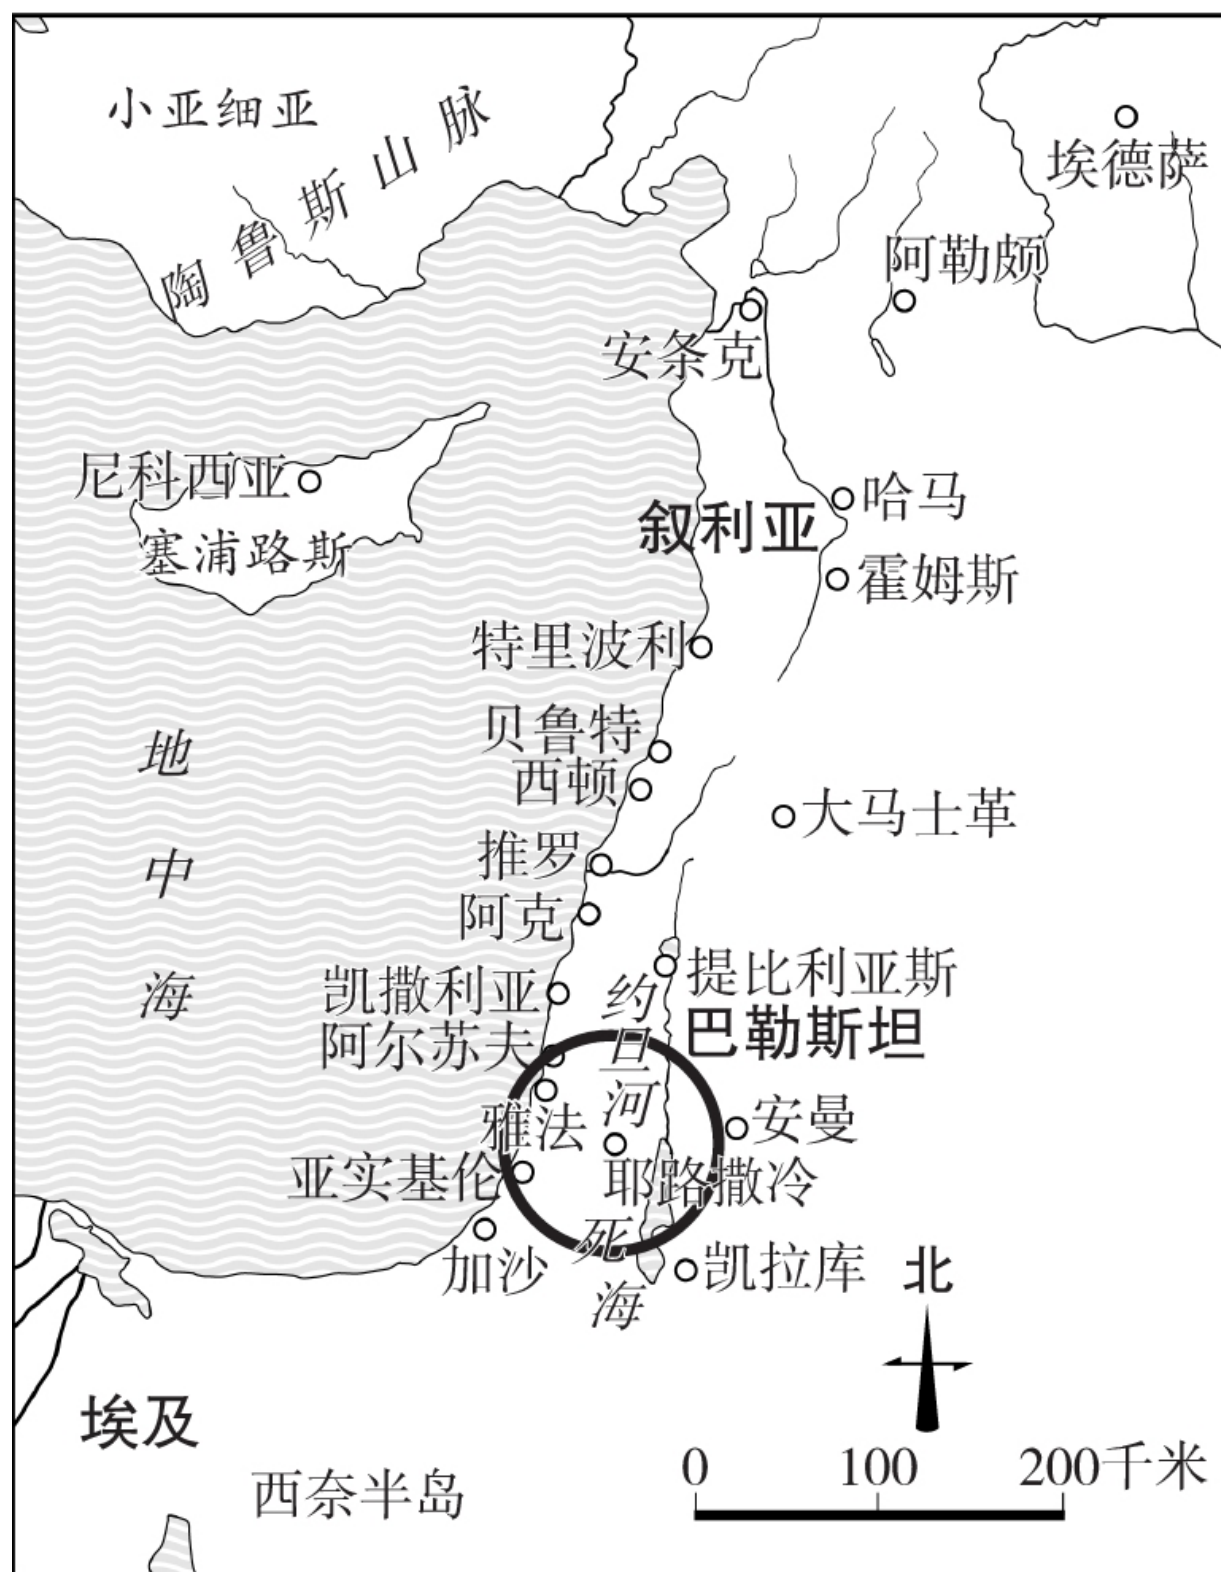 小亚细亚
陶鲁斯山脉
埃德萨
阿勒颇
安条克
尼科西亚
塞浦路斯
叙利亚
哈马
霍姆斯
特里波利
贝鲁特
西顿
大马士革
推罗
阿克
地中海
提比利亚斯
凯撒利亚
约旦河
巴勒斯坦
阿尔苏夫
雅法
安曼
亚实基伦
耶路撒冷
加沙
死海
凯拉库
北
埃及
西奈半岛
0 100 200千米